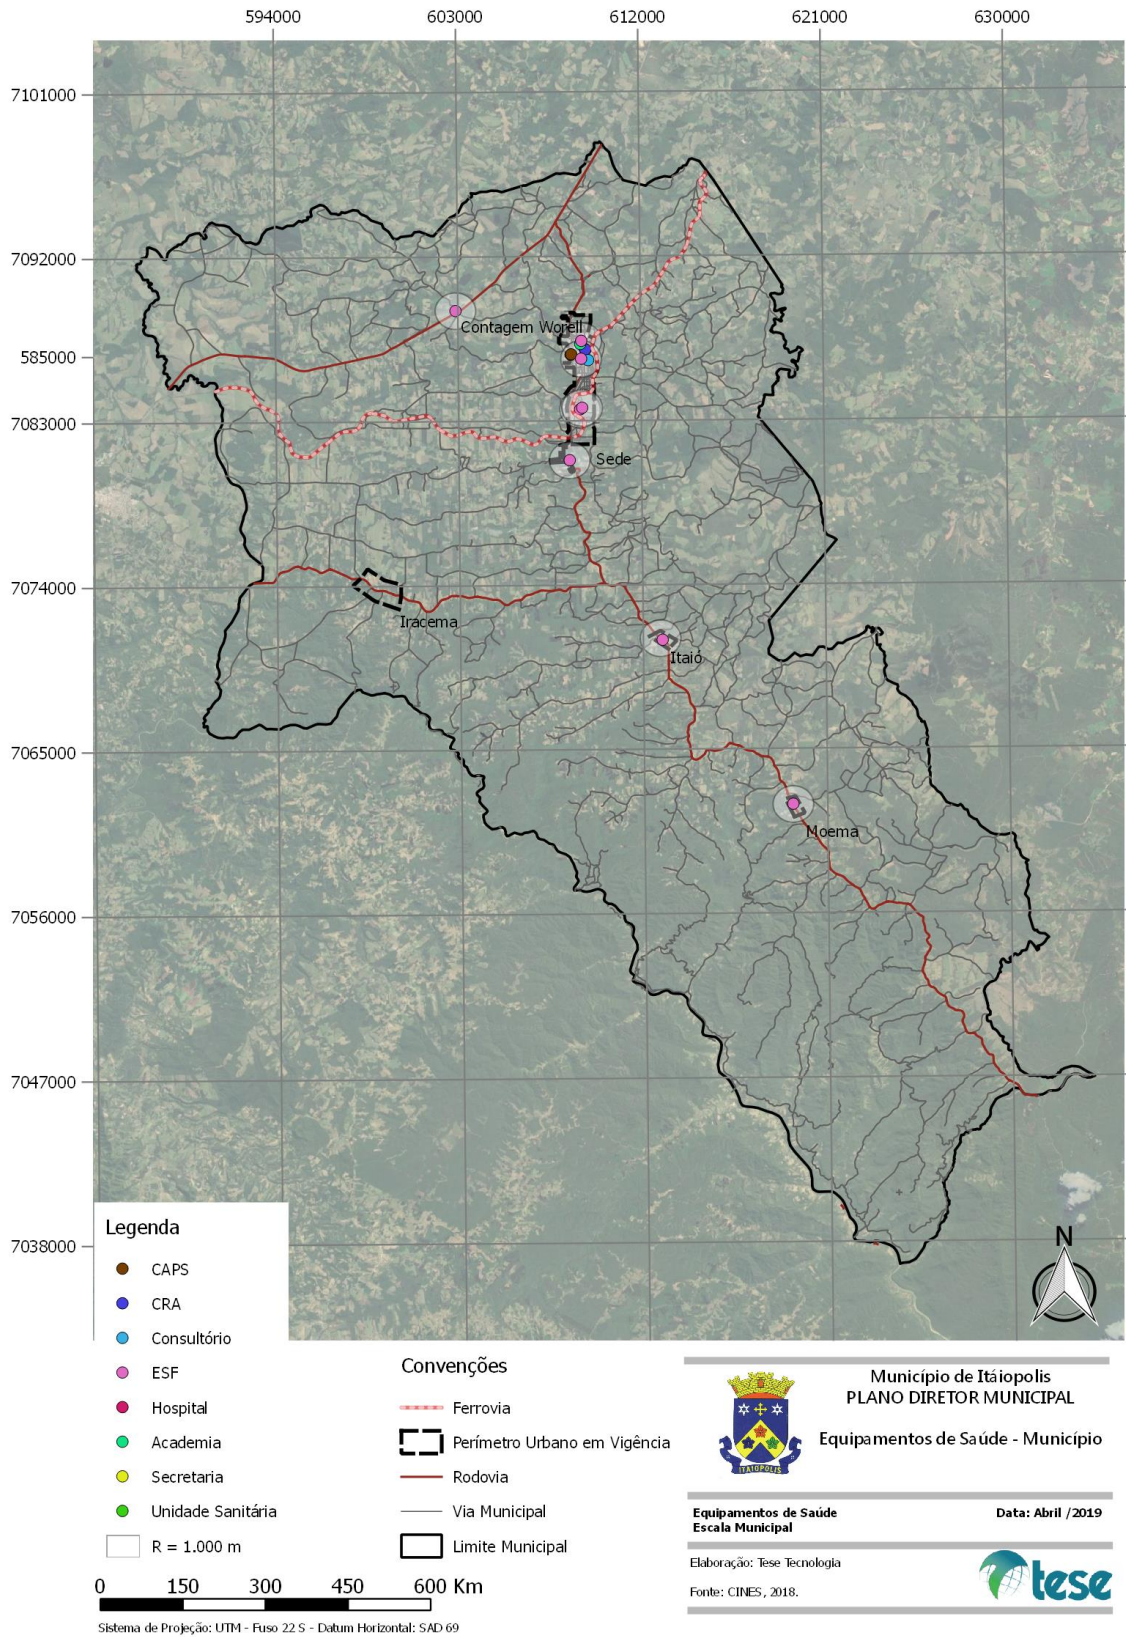 594000 603000 612000 621000 630000
7101000
7092000
Contagem Worell
585000
7083000
Sede
7074000
Iracema
Itaió
7065000
Moema
7056000
7047000
7038000
N
Legenda
CAPS
CRA
Consultório
ESF
Hospital
Academia
Secretaria
Unidade Sanitária
R = 1.000 m
0 150 300 450 600 Km
Sistema de Projeção: UTM - Fuso 22 S - Datum Horizontal: SAD 69
Convenções
Ferrovia
Perímetro Urbano em Vigência
Rodovia
Via Municipal
Limite Municipal
ITAIOPOLIS
Município de Itáiopolis
PLANO DIRETOR MUNICIPAL
Equipamentos de Saúde - Município
Equipamentos de Saúde
Escala Municipal
Data: Abril /2019
Elaboração: Tese Tecnologia
Fonte: CINES, 2018.
tese